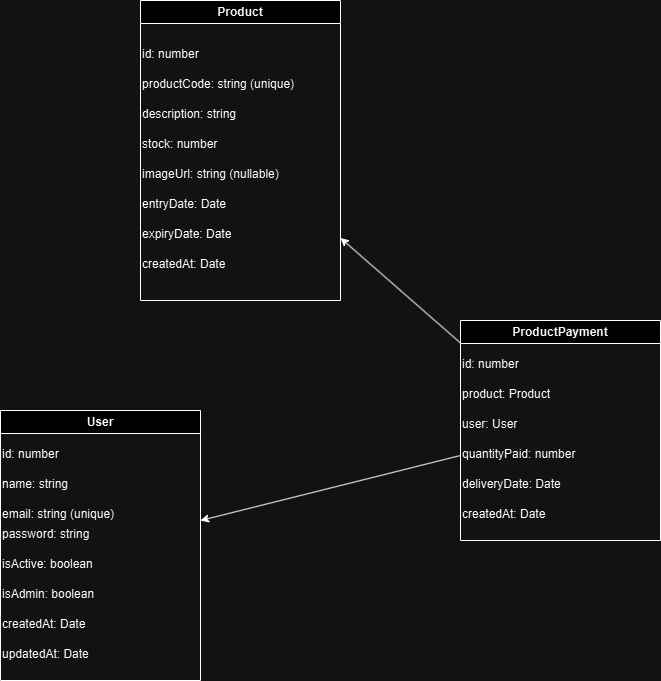 Product
id: number
productCode: string (unique)
description: string
stock: number
imageUrl: string (nullable)
entryDate: Date
expiryDate: Date
createdAt: Date
ProductPayment
id: number
product: Product
user: User
quantityPaid: number
deliveryDate: Date
createdAt: Date
User
id: number
name: string
email: string (unique)
password: string
isActive: boolean
isAdmin: boolean
createdAt: Date
updatedAt: Date